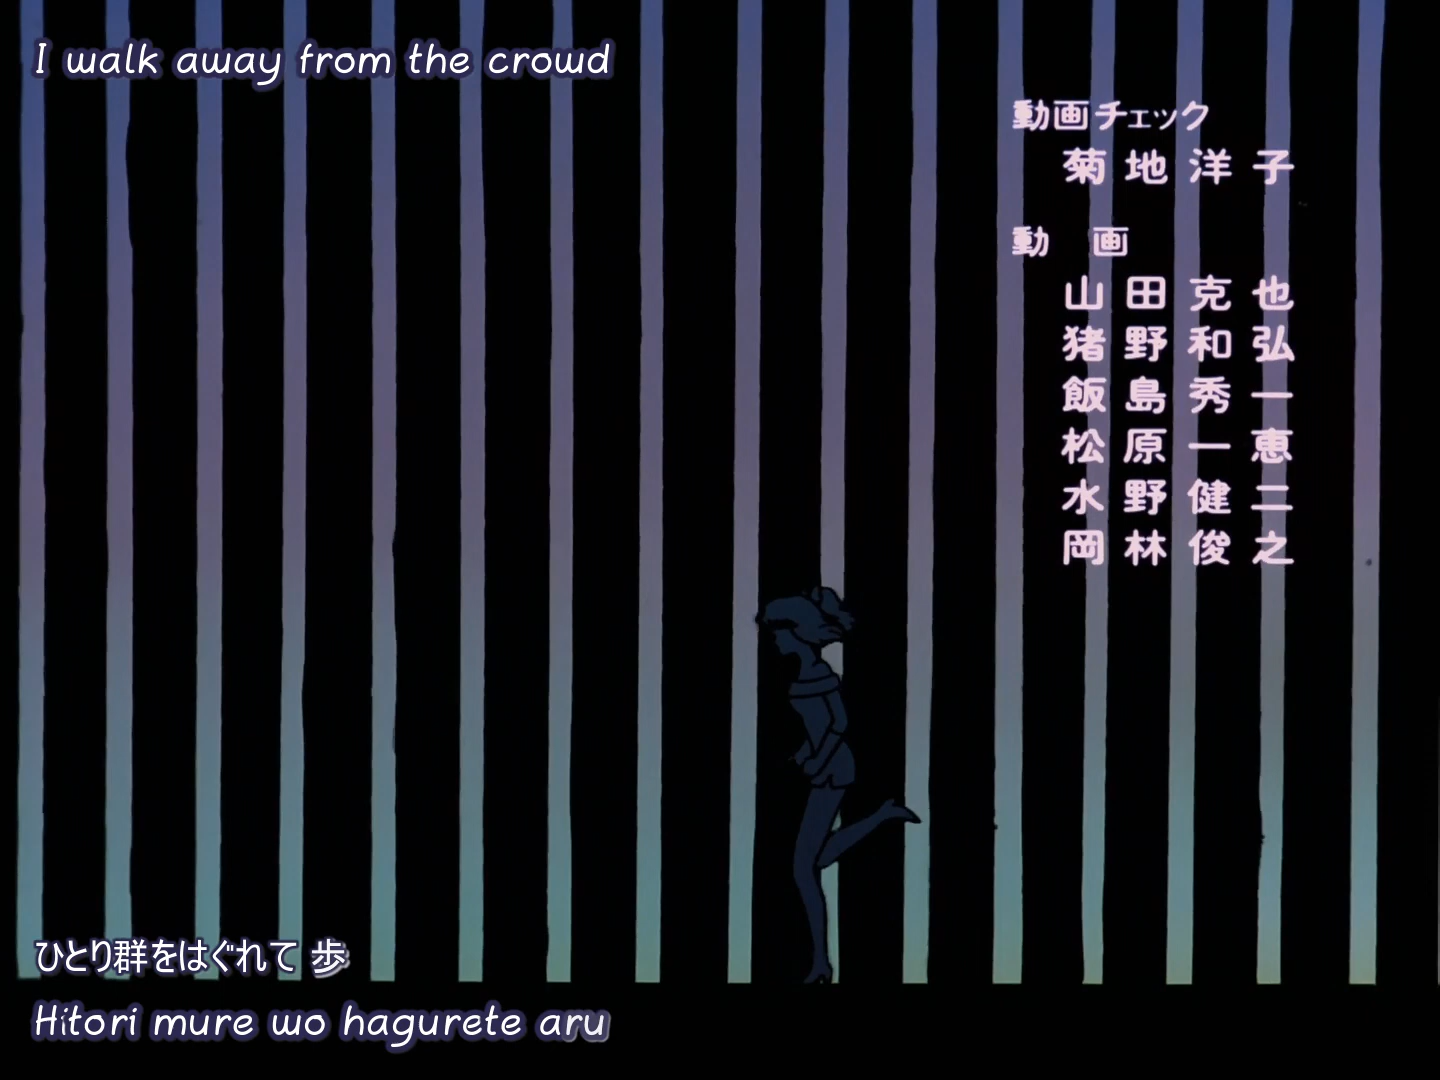 I walk away from the crowd
動画チェック
菊地洋子
動 画
山田克也
猪野和弘
飯島秀一
松原一恵
水野健二
岡林俊之
ひとり群をはぐれて 歩
Hitori mure wo hagurete aru